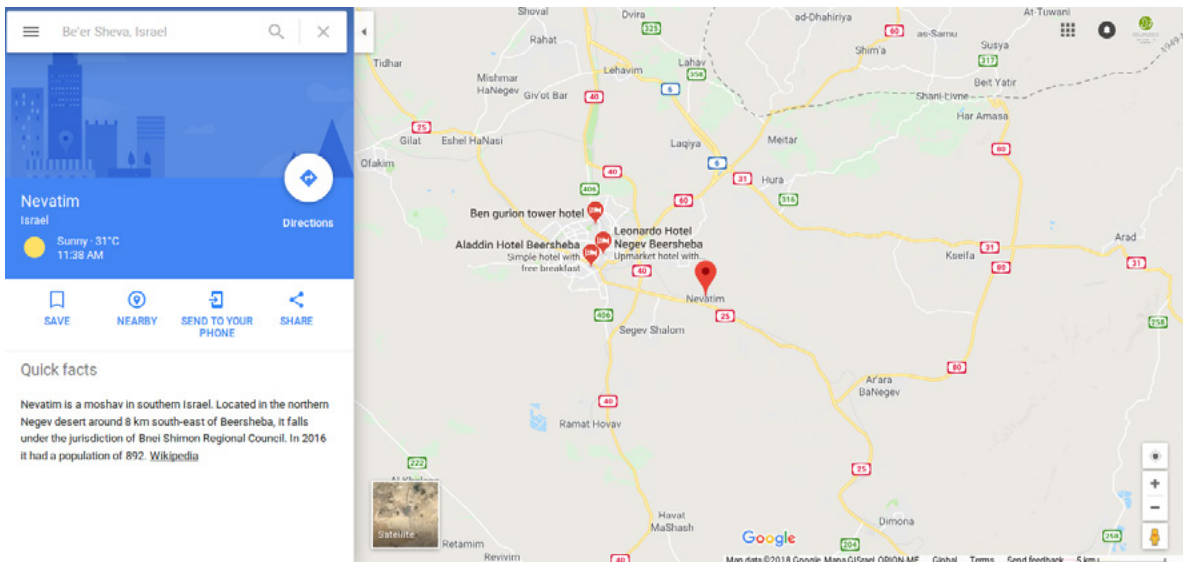 Be'er Sheva, Israel
Nevatim
Israel
Sunny · 31°C
11:38 AM
Directions
SAVE
NEARBY
SEND TO YOUR
PHONE
SHARE
Quick facts
Nevatim is a moshav in southern Israel. Located in the northern
Negev desert around 8 km south-east of Beersheba, it falls
under the jurisdiction of Bnei Shimon Regional Council. In 2016
it had a population of 892. Wikipedia
Shoval
Dvira
ad-Dhahiriya
At-Tuwani
325
60
as-Samu
Rahat
Shim'a
Susya
317
1949
Tidhar
Lehavim
Lahav
358
Beit Yatir
Mishmar
HaNegev
Giv'ot Bar
40
6
Shani-Livne
Har Amasa
25
Gilat
Eshel HaNasi
Laqiya
Meitar
80
Ofakim
6
40
31
Hura
406
60
316
Ben gurion tower hotel
Leonardo Hotel
Negev Beersheba
Upmarket hotel with...
Aladdin Hotel Beersheba
Simple hotel with
free breakfast
40
31
Kseifa
80
Arad
31
Nevatim
25
406
Segev Shalom
258
80
Ar'ara
BaNegev
40
Ramat Hovav
222
25
Satellite
Havat
MaShash
Dimona
Retamim
Revivim
40
Google
204
258
Map data ©2018 Google, Mapa GISrael, ORION-ME
Global
Terms
Send feedback
5 km